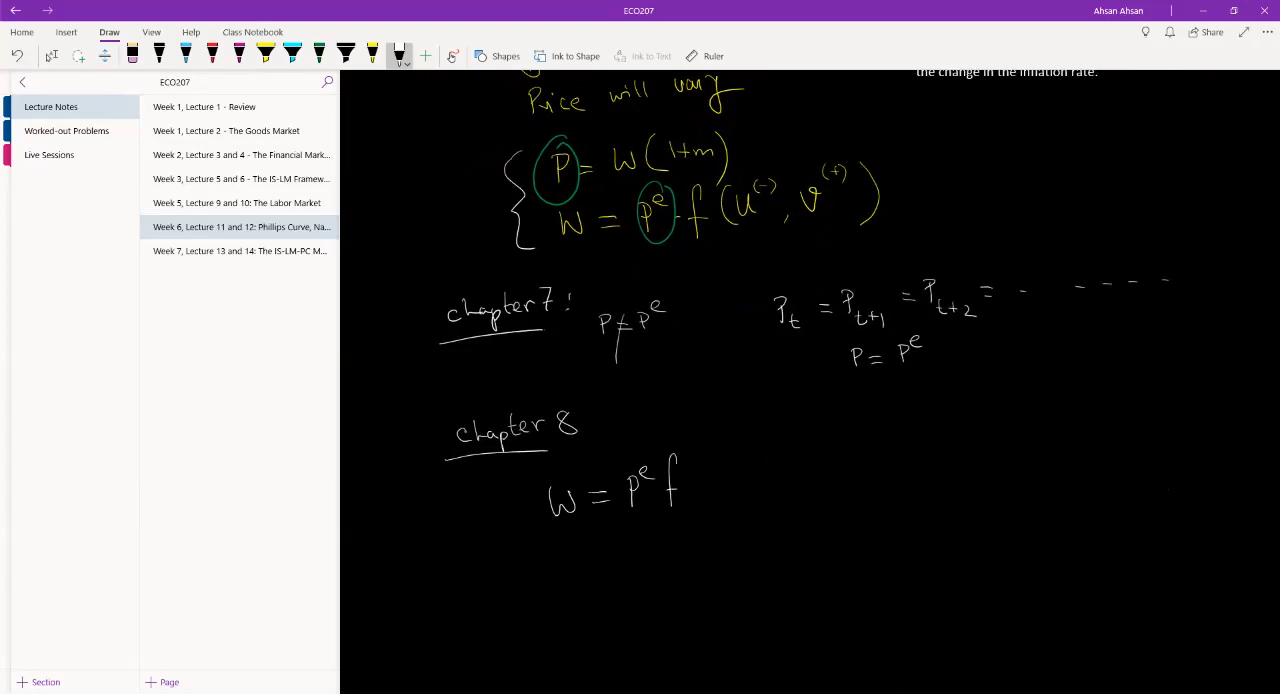 ECO207
Ahsan Ahsan
Home Insert Draw View Help Class Notebook
Share
Shapes Ink to Shape Ink to Text Ruler
ECO207
Lecture Notes
Worked-out Problems
Live Sessions
Week 1, Lecture 1 - Review
Week 1, Lecture 2 - The Goods Market
Week 2, Lecture 3 and 4 - The Financial Mark...
Week 3, Lecture 5 and 6 - The IS-LM Framew...
Week 5, Lecture 9 and 10: The Labor Market
Week 6, Lecture 11 and 12: Phillips Curve, Na...
Week 7, Lecture 13 and 14: The IS-LM-PC M...
Section
Page
the change in the inflation rate.
Price will vary
P = W(1+m)
W = P^e · f(u^(-), v^(+))
chapter 7: P ≠ P^e
P_t = P_{t+1} = P_{t+2} = - - - - -
P = P^e
chapter 8
W = P^e f